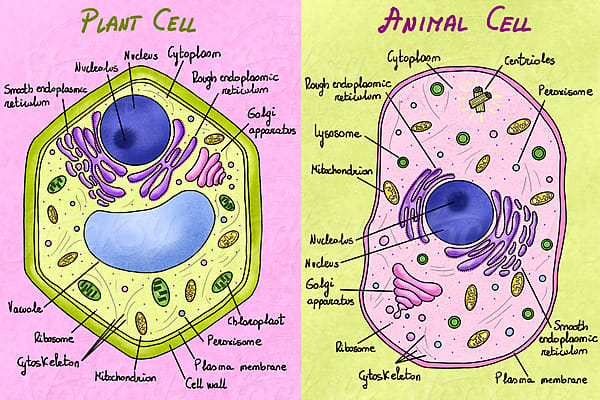 PLANT CELL
Nucleus
Cytoplasm
Nucleolus
Rough endoplasmic
reticulum
Smooth endoplasmic
reticulum
Golgi
apparatus
Vacuole
Ribosome
Cytoskeleton
Mitochondrion
Cell wall
Plasma membrane
Peroxisome
Chloroplast
ANIMAL CELL
Cytoplasm
Centrioles
Rough endoplasmic
reticulum
Peroxisome
Lysosome
Mitochondrion
Nucleolus
Nucleus
Golgi
apparatus
Ribosome
Cytoskeleton
Smooth
endoplasmic
reticulum
Plasma membrane